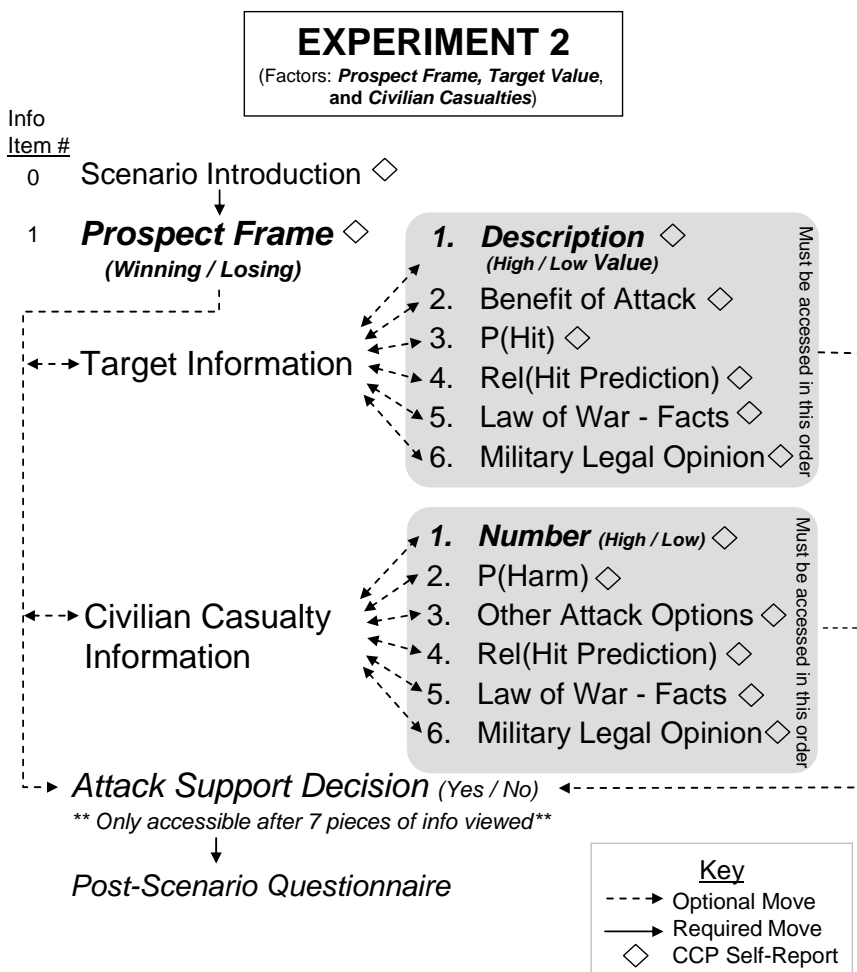 EXPERIMENT 2
(Factors: Prospect Frame, Target Value,
and Civilian Casualties)
Info
Item #
0 Scenario Introduction
1 Prospect Frame
(Winning / Losing)
Target Information
1. Description
(High / Low Value)
2. Benefit of Attack
3. P(Hit)
4. Rel(Hit Prediction)
5. Law of War - Facts
6. Military Legal Opinion
Must be accessed in this order
Civilian Casualty
Information
1. Number (High / Low)
2. P(Harm)
3. Other Attack Options
4. Rel(Hit Prediction)
5. Law of War - Facts
6. Military Legal Opinion
Must be accessed in this order
Attack Support Decision (Yes / No)
** Only accessible after 7 pieces of info viewed**
Post-Scenario Questionnaire
Key
Optional Move
Required Move
CCP Self-Report